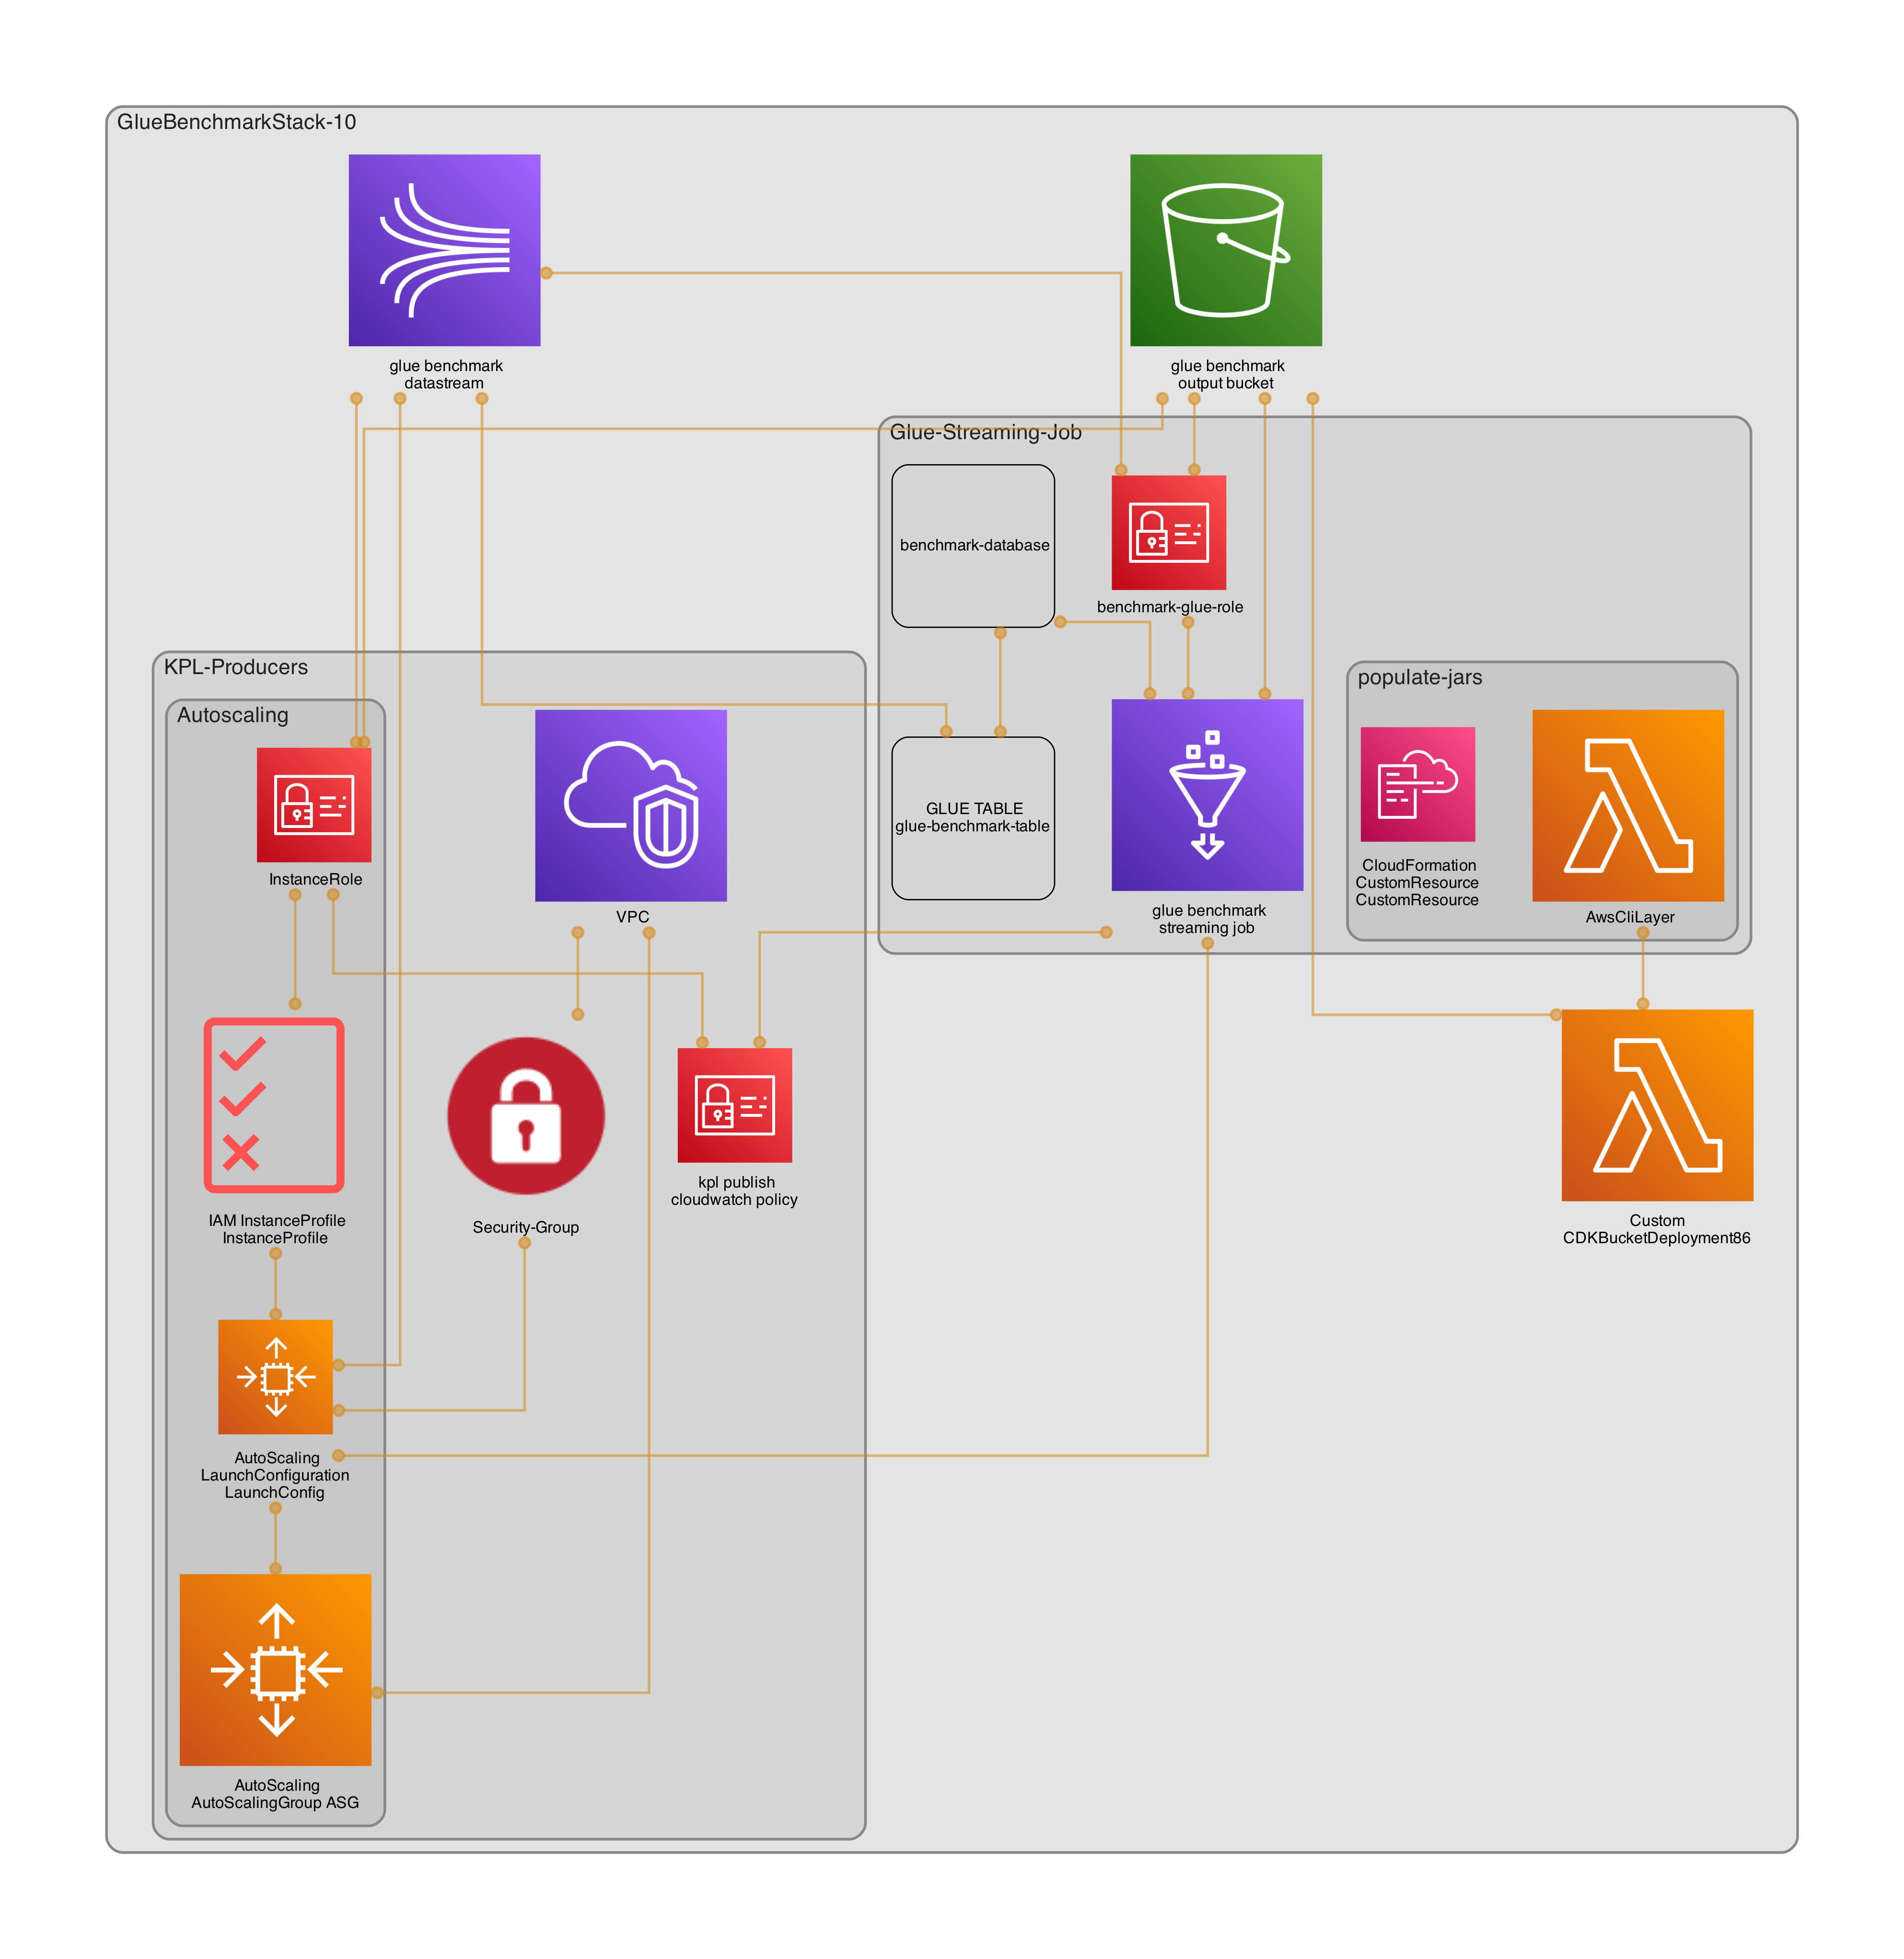 GlueBenchmarkStack-10
glue benchmark
datastream
glue benchmark
output bucket
Glue-Streaming-Job
benchmark-database
benchmark-glue-role
KPL-Producers
populate-jars
Autoscaling
GLUE TABLE
glue-benchmark-table
CloudFormation
CustomResource
CustomResource
InstanceRole
VPC
glue benchmark
streaming job
AwsCliLayer
kpl publish
cloudwatch policy
IAM InstanceProfile
InstanceProfile
Security-Group
Custom
CDKBucketDeployment86
AutoScaling
LaunchConfiguration
LaunchConfig
AutoScaling
AutoScalingGroup ASG